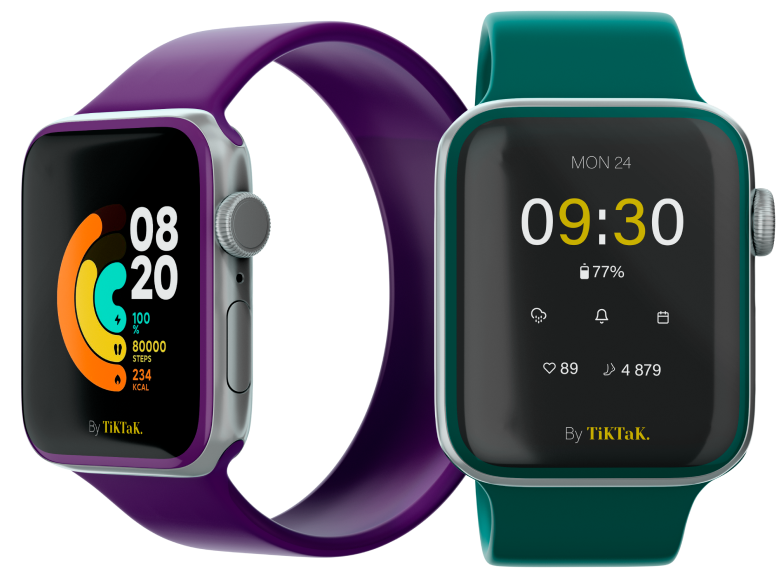 08
20
100
%
80000
STEPS
234
KCAL
By TiKTaK.
MON 24
09:30
77%
89 4 879
By TiKTaK.